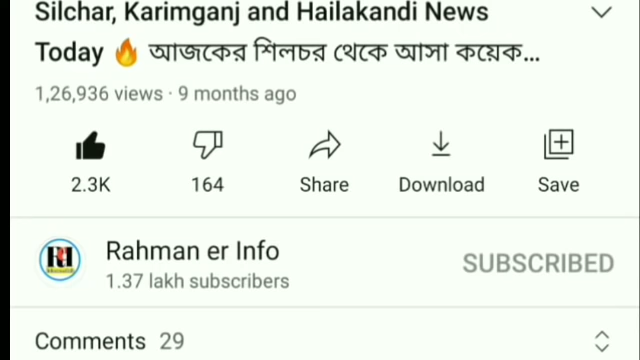 Silchar, Karimganj and Hailakandi News
Today 🔥 আজকের শিলচর থেকে আসা কয়েক...
1,26,936 views · 9 months ago
2.3K 164 Share Download Save
Rahman er Info
SUBSCRIBED
1.37 lakh subscribers
Comments 29